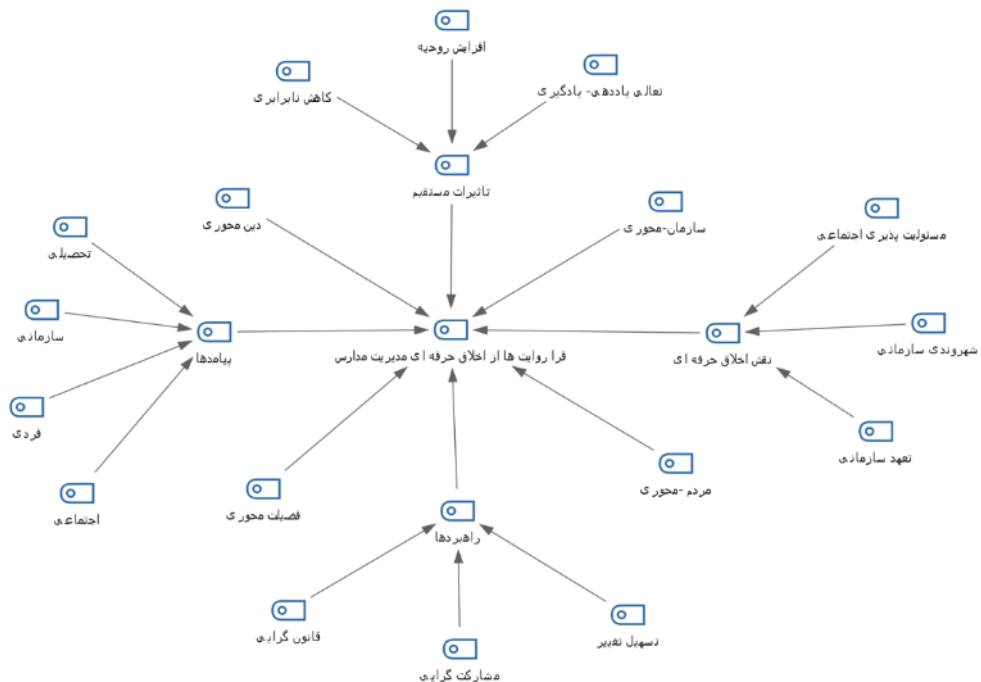 افزایش روحیه
کاهش نابرابری
تعالی یاددهی- یادگیری
تاثیرات مستقیم
دین محوری
سازمان-محوری
مسئولیت پذیری اجتماعی
تحصیلی
سازمانی
پیامدها
فرا روایت ها از اخلاق حرفه ای مدیریت مدارس
نقش اخلاق حرفه ای
شهروندی سازمانی
فردی
تعهد سازمانی
اجتماعی
فضیلت محوری
مردم -محوری
راهبردها
قانون گرایی
تسهیل تغییر
مشارکت گرایی